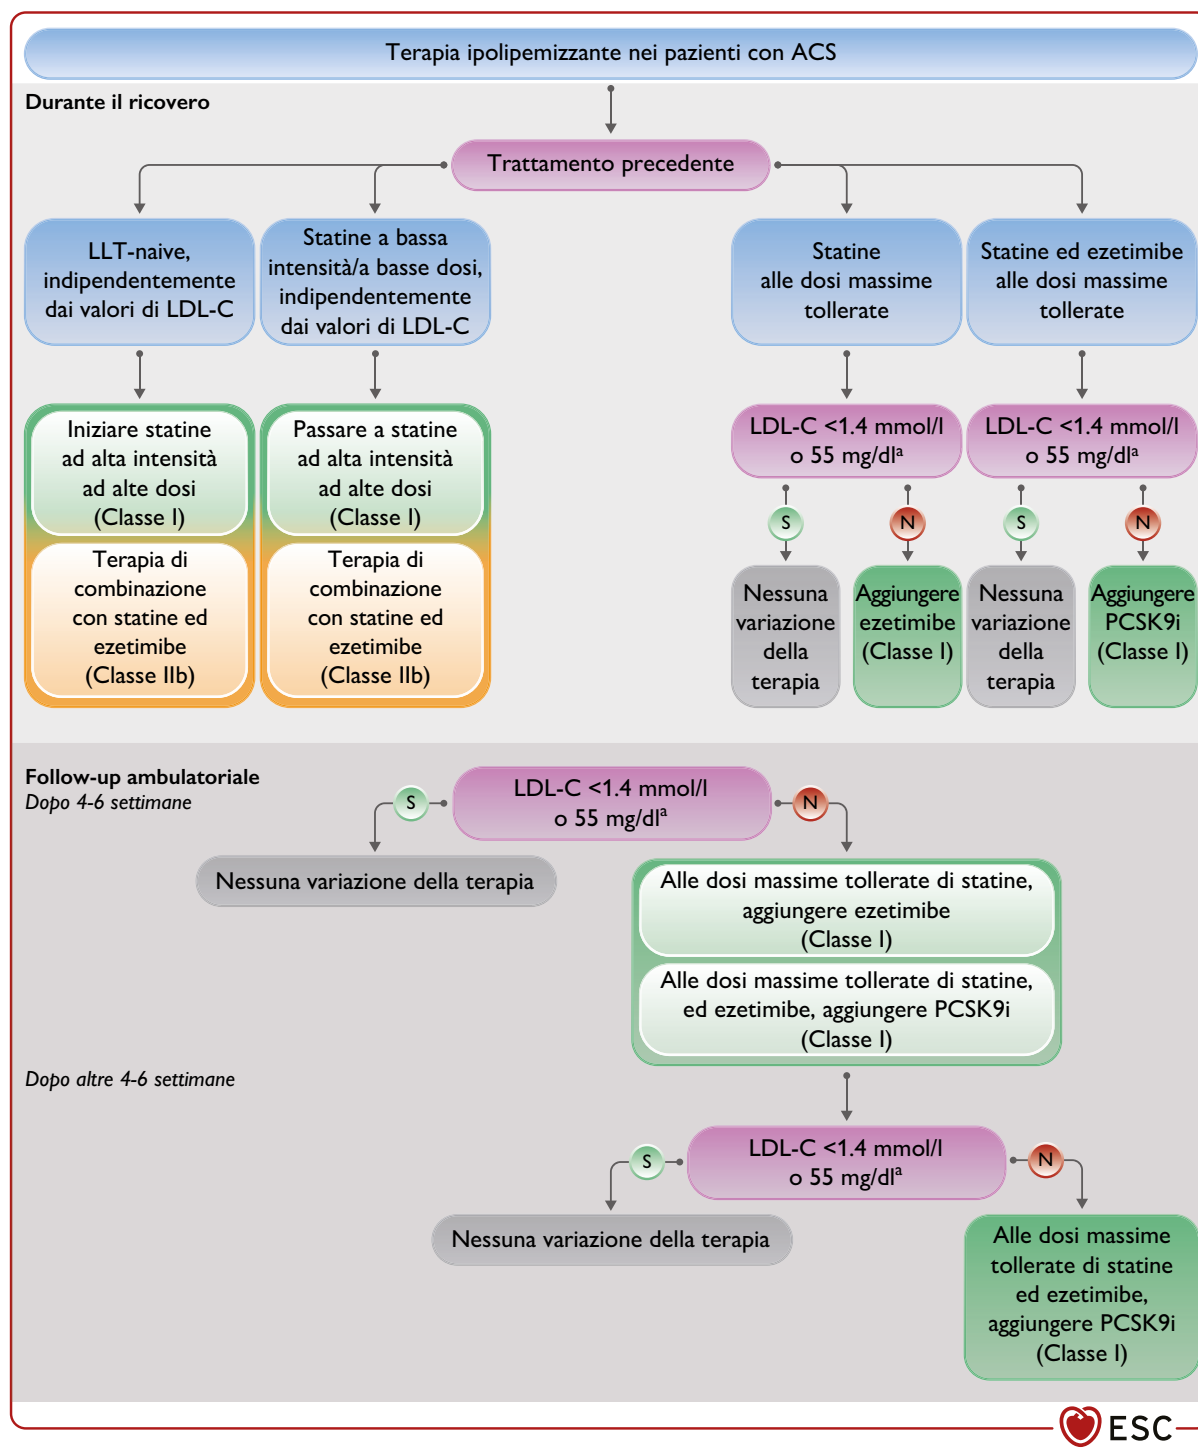 Terapia ipolipemizzante nei pazienti con ACS
Durante il ricovero
Trattamento precedente
LLT-naive,
indipendentemente
dai valori di LDL-C
Statine a bassa
intensità/a basse dosi,
indipendentemente
dai valori di LDL-C
Statine
alle dosi massime
tollerate
Statine ed ezetimibe
alle dosi massime
tollerate
Iniziare statine
ad alta intensità
ad alte dosi
(Classe I)
Terapia di
combinazione
con statine ed
ezetimibe
(Classe IIb)
Passare a statine
ad alta intensità
ad alte dosi
(Classe I)
Terapia di
combinazione
con statine ed
ezetimibe
(Classe IIb)
LDL-C <1.4 mmol/l
o 55 mg/dlᵃ
S
N
Nessuna
variazione
della
terapia
Aggiungere
ezetimibe
(Classe I)
LDL-C <1.4 mmol/l
o 55 mg/dlᵃ
S
N
Nessuna
variazione
della
terapia
Aggiungere
PCSK9i
(Classe I)
Follow-up ambulatoriale
Dopo 4-6 settimane
LDL-C <1.4 mmol/l
o 55 mg/dlᵃ
S
N
Nessuna variazione della terapia
Alle dosi massime tollerate di statine,
aggiungere ezetimibe
(Classe I)
Alle dosi massime tollerate di statine,
ed ezetimibe, aggiungere PCSK9i
(Classe I)
Dopo altre 4-6 settimane
LDL-C <1.4 mmol/l
o 55 mg/dlᵃ
S
N
Nessuna variazione della terapia
Alle dosi massime
tollerate di statine
ed ezetimibe,
aggiungere PCSK9i
(Classe I)
ESC